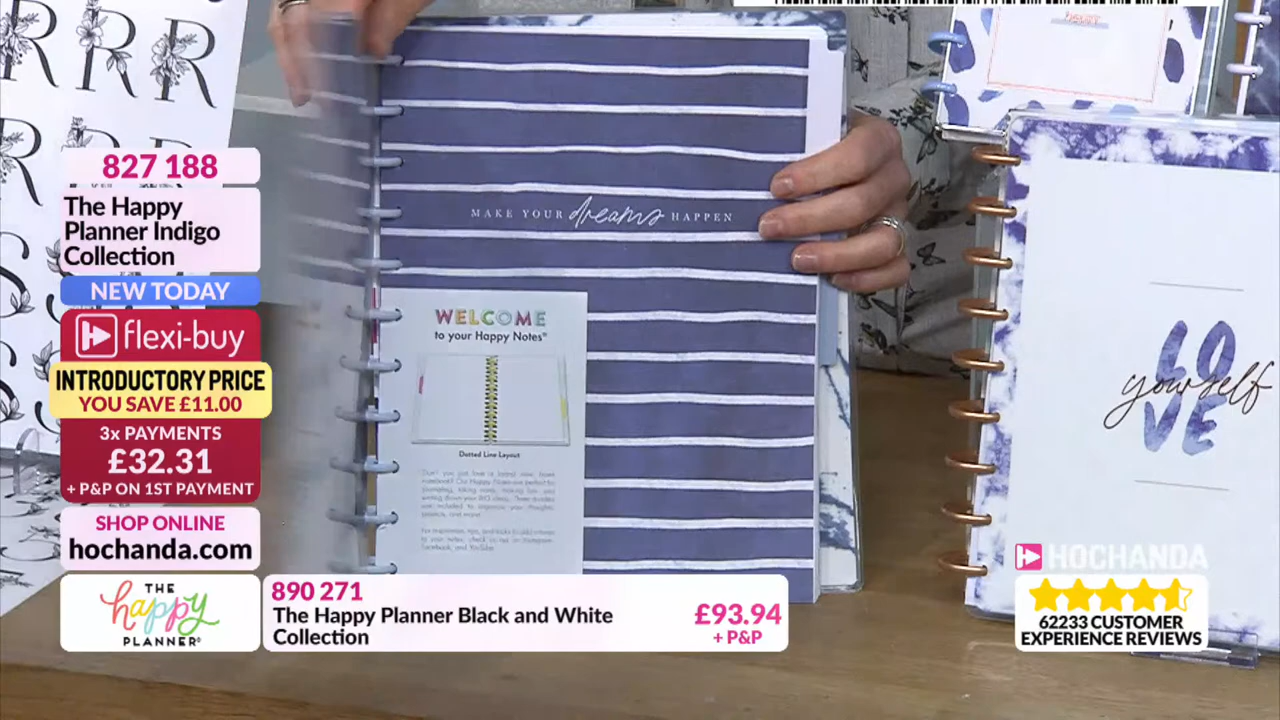 R R R
R
827 188
The Happy
Planner Indigo
Collection
NEW TODAY
flexi-buy
INTRODUCTORY PRICE
YOU SAVE £11.00
3x PAYMENTS
£32.31
+ P&P ON 1ST PAYMENT
SHOP ONLINE
hochanda.com
THE
happy
PLANNER
MAKE YOUR dreams HAPPEN
WELCOME
to your Happy Notes
Dotted Line Layout
LOVE
yourself
890 271
The Happy Planner Black and White
Collection
£93.94
+ P&P
HOCHANDA
62233 CUSTOMER
EXPERIENCE REVIEWS